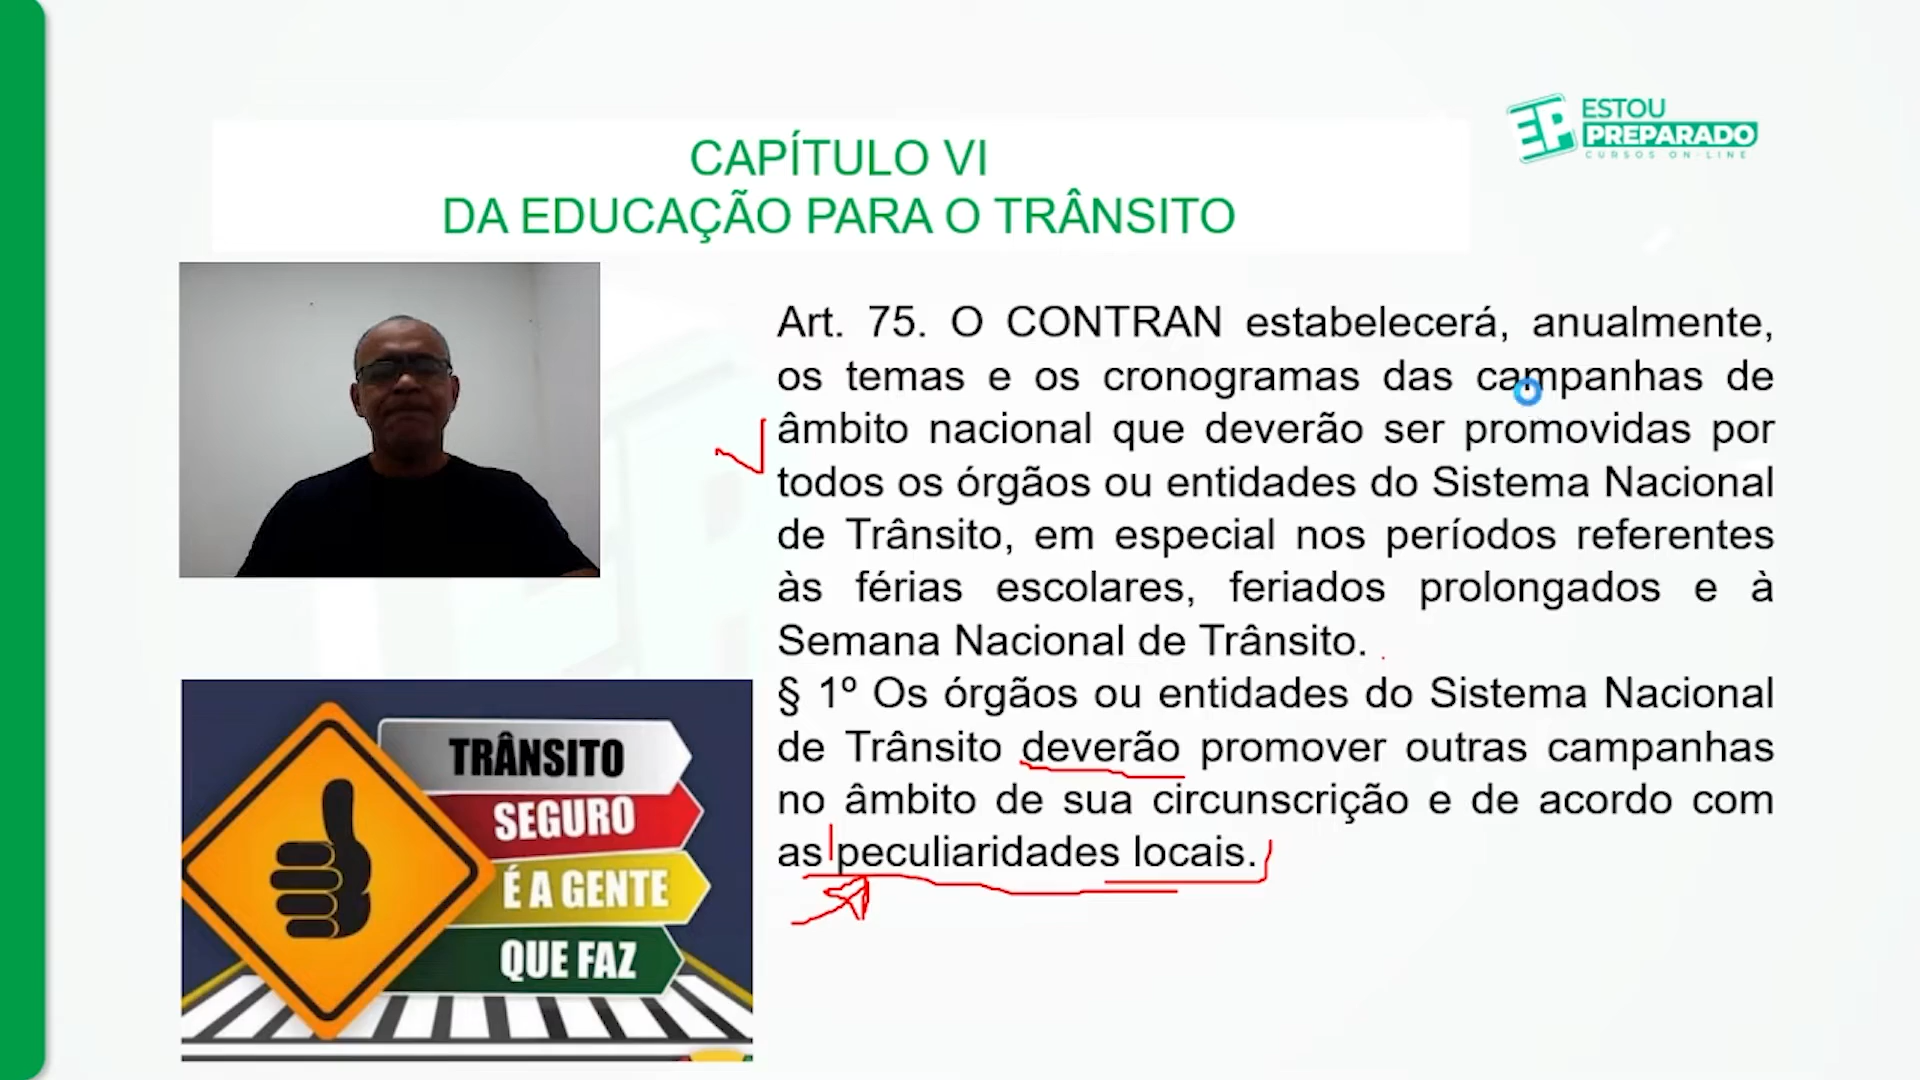 EP ESTOU
PREPARADO
CURSOS ON-LINE
CAPÍTULO VI
DA EDUCAÇÃO PARA O TRÂNSITO
Art. 75. O CONTRAN estabelecerá, anualmente,
os temas e os cronogramas das campanhas de
âmbito nacional que deverão ser promovidas por
todos os órgãos ou entidades do Sistema Nacional
de Trânsito, em especial nos períodos referentes
às férias escolares, feriados prolongados e à
Semana Nacional de Trânsito.
§ 1º Os órgãos ou entidades do Sistema Nacional
de Trânsito deverão promover outras campanhas
no âmbito de sua circunscrição e de acordo com
as peculiaridades locais.
TRÂNSITO
SEGURO
É A GENTE
QUE FAZ